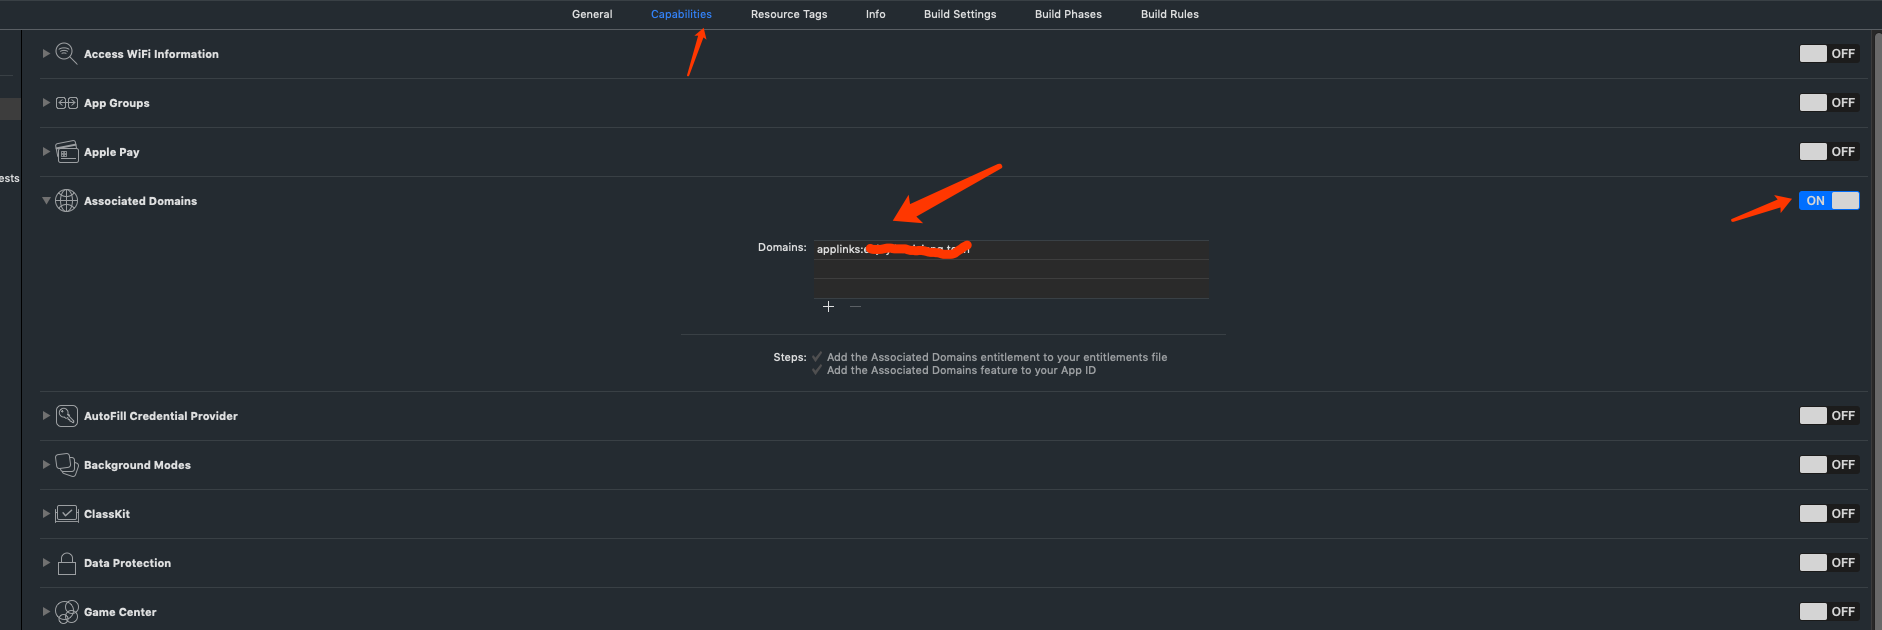 General Capabilities Resource Tags Info Build Settings Build Phases Build Rules
Access WiFi Information OFF
App Groups OFF
Apple Pay OFF
ests
Associated Domains ON
Domains: applinks:
Steps: ✓ Add the Associated Domains entitlement to your entitlements file
✓ Add the Associated Domains feature to your App ID
AutoFill Credential Provider OFF
Background Modes OFF
ClassKit OFF
Data Protection OFF
Game Center OFF